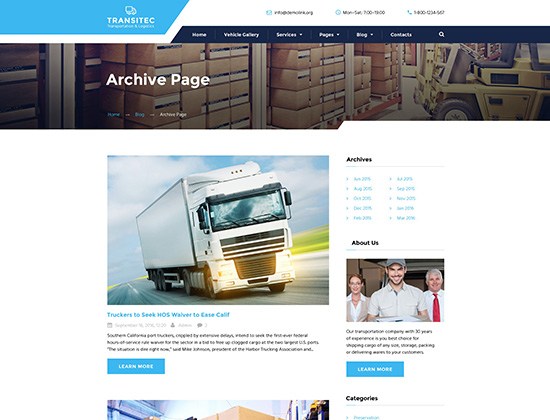 TRANSITEC
Transportation & Logistics
info@demolink.org
Mon–Sat: 7:00–19:00
1-800-1234-567
Home
Vehicle Gallery
Services
Pages
Blog
Contacts
Archive Page
Home → Blog → Archive Page
Truckers to Seek HOS Waiver to Ease Calif
September 18, 2015, 12:20 Admin 2
Southern California port truckers, crippled by extensive delays, intend to seek the first-ever federal
hours-of-service rule waiver for the sector in a bid to free up clogged cargo at the two largest U.S. ports.
"The situation is dire right now," said Mike Johnson, president of the Harbor Trucking Association and...
LEARN MORE
Archives
Jun 2015
Jul 2015
Aug 2015
Sep 2015
Oct 2015
Nov 2015
Dec 2015
Jan 2016
Feb 2015
Mar 2016
About Us
Our transportation company with 30 years
of experience is you best choice for
shipping cargo of any size, storage, packing
or delivering wares to your customers.
LEARN MORE
Categories
Preservation